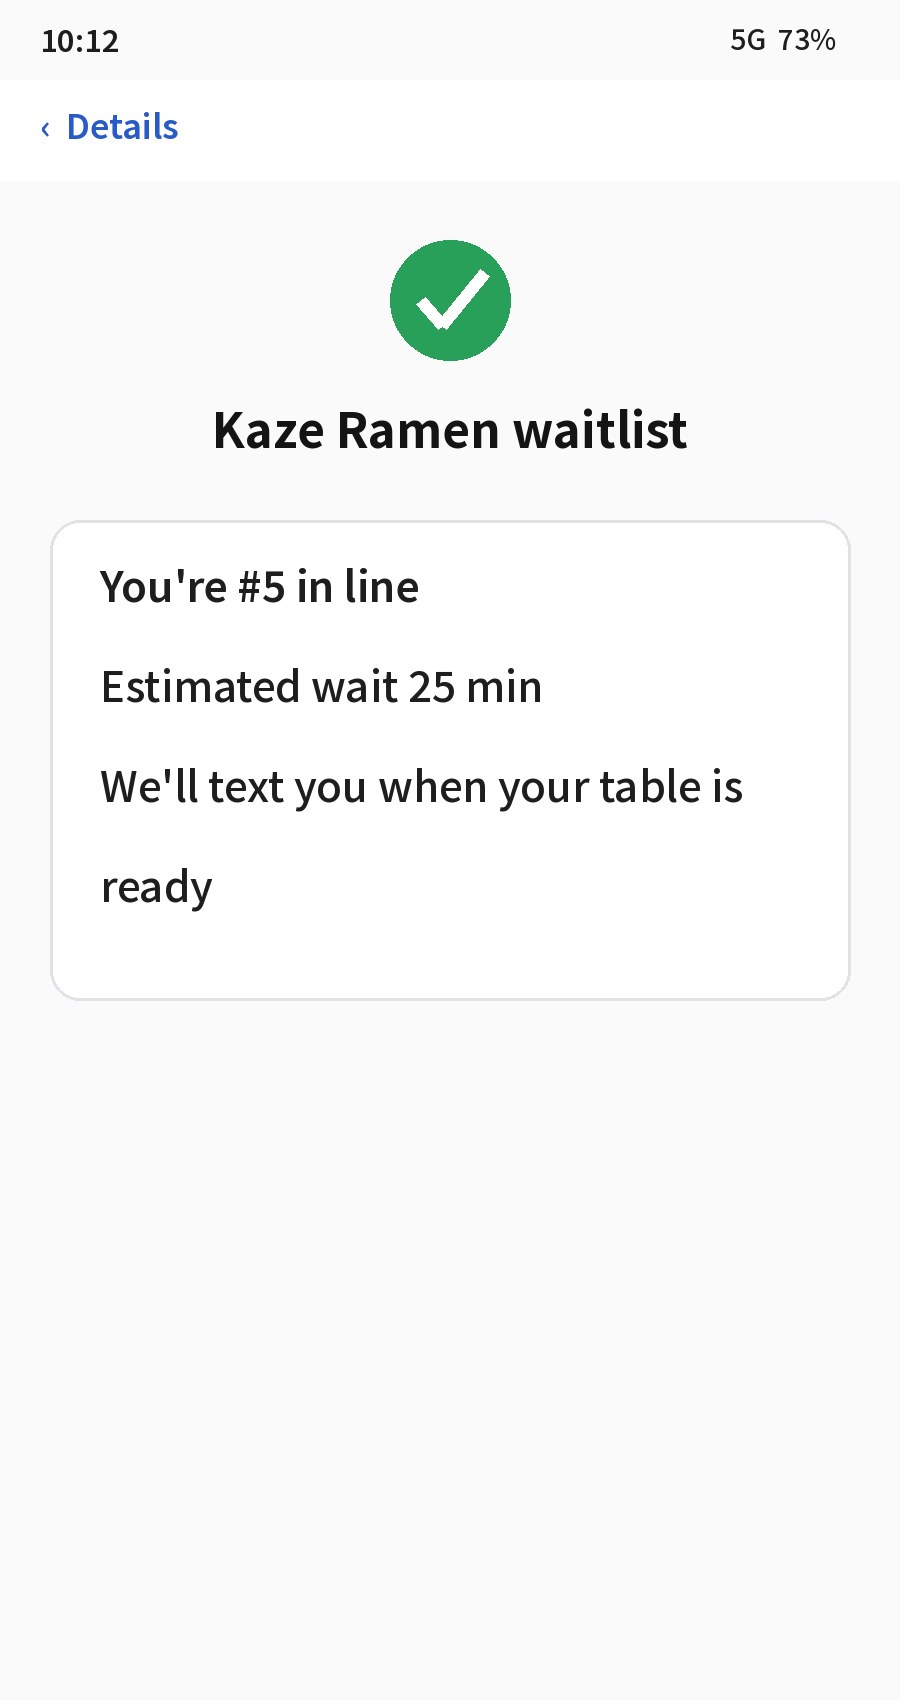 10:12
5G 73%
‹ Details
Kaze Ramen waitlist
You're #5 in line
Estimated wait 25 min
We'll text you when your table is
ready